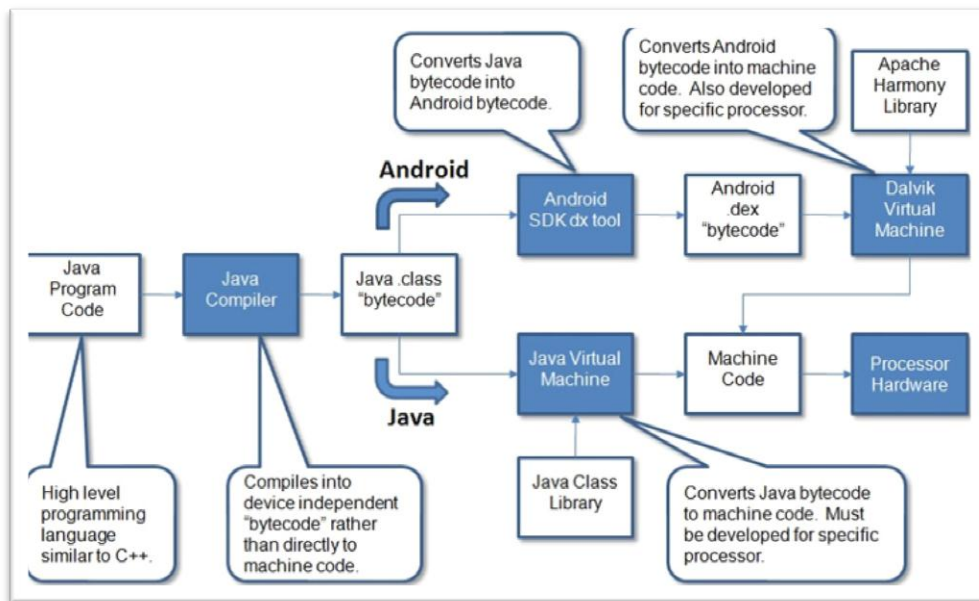 Converts Java
bytecode into
Android bytecode.
Converts Android
bytecode into machine
code. Also developed
for specific processor.
Apache
Harmony
Library
Android
Android
SDK dx tool
Android
.dex
“bytecode”
Dalvik
Virtual
Machine
Java
Program
Code
Java
Compiler
Java .class
“bytecode”
Java Virtual
Machine
Machine
Code
Processor
Hardware
Java
High level
programming
language
similar to C++.
Compiles into
device independent
“bytecode” rather
than directly to
machine code.
Java Class
Library
Converts Java bytecode
to machine code. Must
be developed for specific
processor.